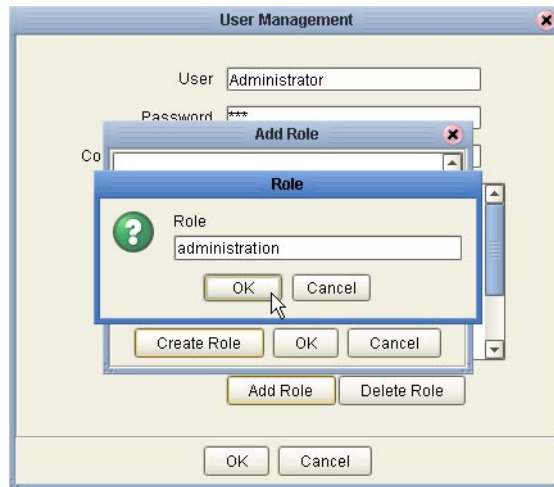 User Management
User Administrator
Password ***
Add Role
Co
Role
Role
administration
OK Cancel
Create Role OK Cancel
Add Role Delete Role
OK Cancel